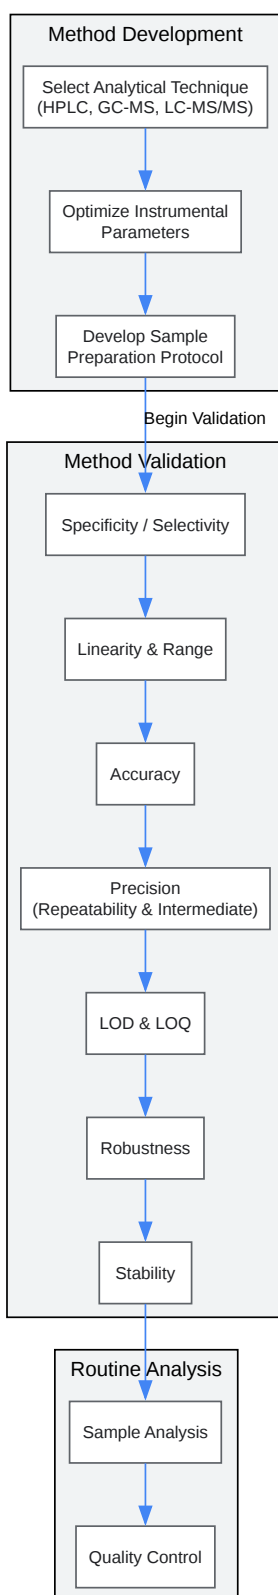 Method Development
Select Analytical Technique
(HPLC, GC-MS, LC-MS/MS)
Optimize Instrumental
Parameters
Develop Sample
Preparation Protocol
Begin Validation
Method Validation
Specificity / Selectivity
Linearity & Range
Accuracy
Precision
(Repeatability & Intermediate)
LOD & LOQ
Robustness
Stability
Routine Analysis
Sample Analysis
Quality Control